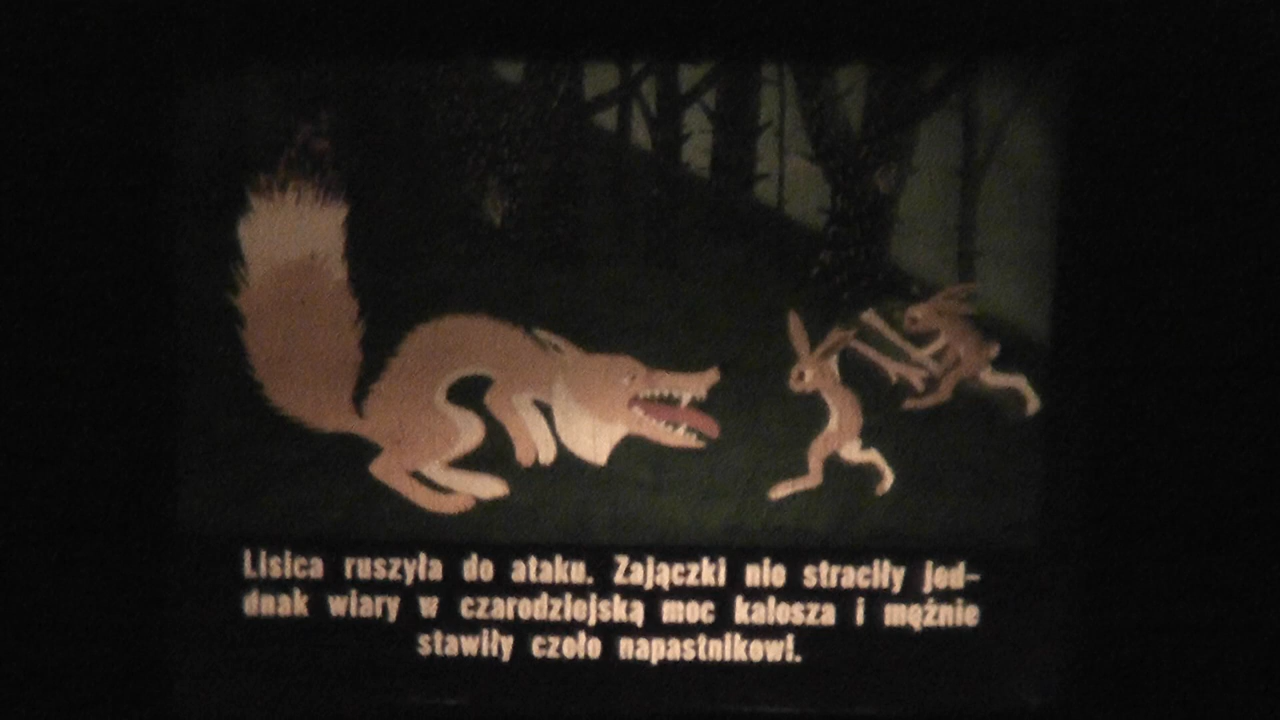 Lisica ruszyła do ataku. Zajączki nie straciły jed-
dnak wiary w czarodziejską moc kalosza i mężnie
stawiły czoło napastnikowi.